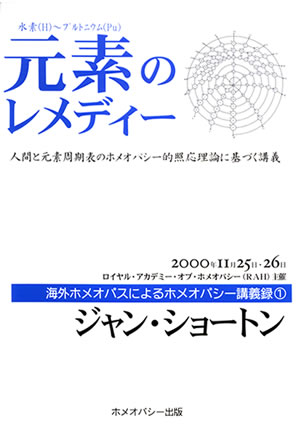 水素(H)〜プルトニウム(Pu)
元素の
レメディー
人間と元素周期表のホメオパシー的照応理論に基づく講義
2000年11月25日・26日
ロイヤル・アカデミー・オブ・ホメオパシー(RAH)主催
海外ホメオパスによるホメオパシー講義録①
ジャン・ショートン
ホメオパシー出版